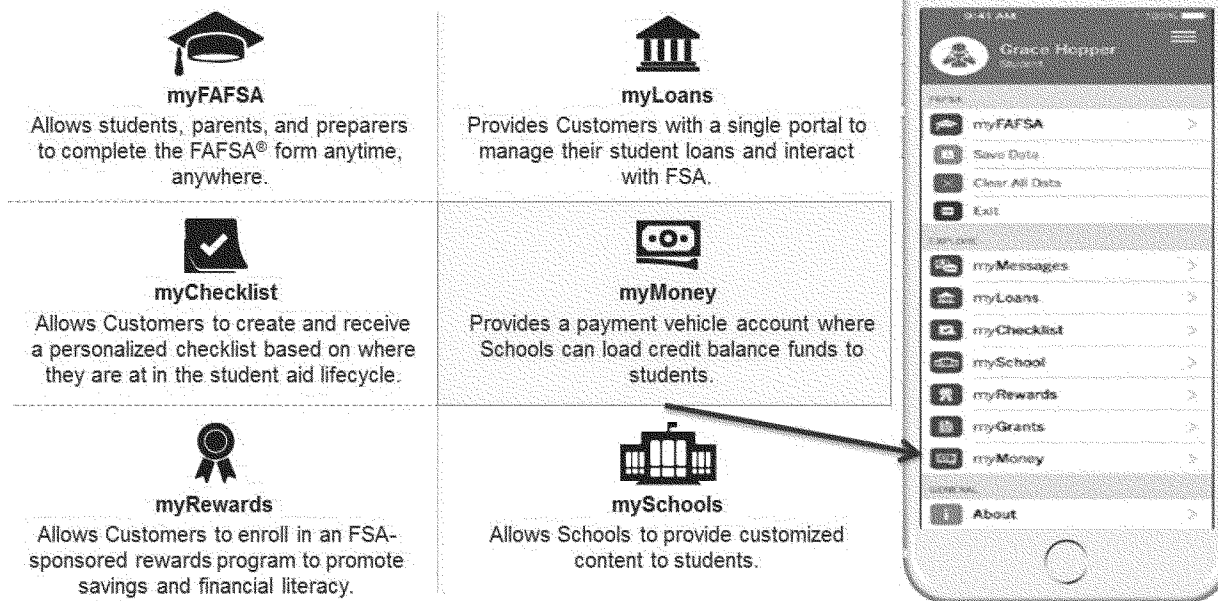 myFAFSA
Allows students, parents, and preparers
to complete the FAFSA® form anytime,
anywhere.
myLoans
Provides Customers with a single portal to
manage their student loans and interact
with FSA.
myChecklist
Allows Customers to create and receive
a personalized checklist based on where
they are at in the student aid lifecycle.
myMoney
Provides a payment vehicle account where
Schools can load credit balance funds to
students.
myRewards
Allows Customers to enroll in an FSA-
sponsored rewards program to promote
savings and financial literacy.
mySchools
Allows Schools to provide customized
content to students.
9:41 AM
100%
Grace Hopper
Student
FAFSA
myFAFSA
Save Data
Clear All Data
Exit
EXPLORE
myMessages
myLoans
myChecklist
mySchool
myRewards
myGrants
myMoney
GENERAL
About